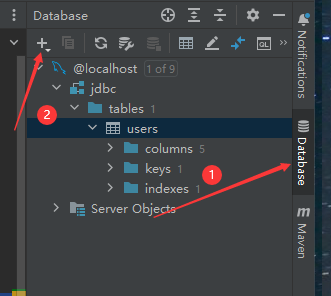 Database
QL
@localhost 1 of 9
2
jdbc
tables 1
users
columns 5
keys 1
1
indexes 1
Server Objects
Notifications
Database
m
Maven